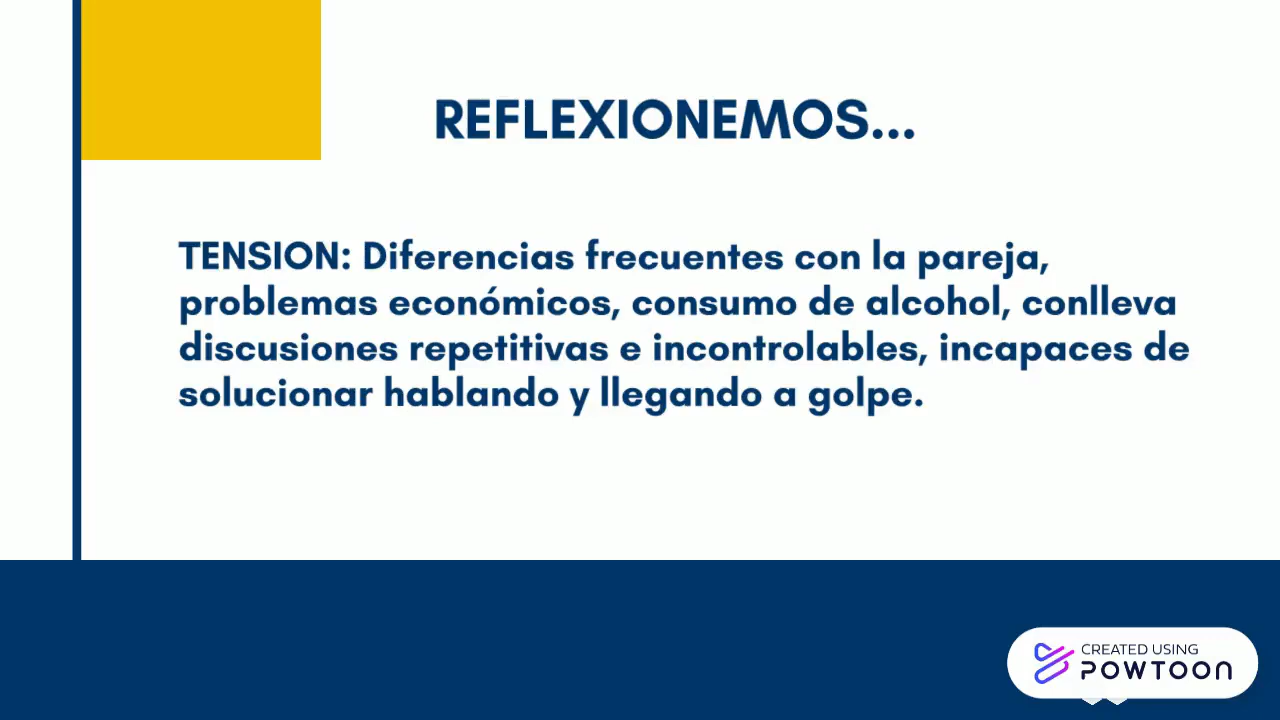 REFLEXIONEMOS...
TENSION: Diferencias frecuentes con la pareja,
problemas económicos, consumo de alcohol, conlleva
discusiones repetitivas e incontrolables, incapaces de
solucionar hablando y llegando a golpe.
CREATED USING
POWTOON